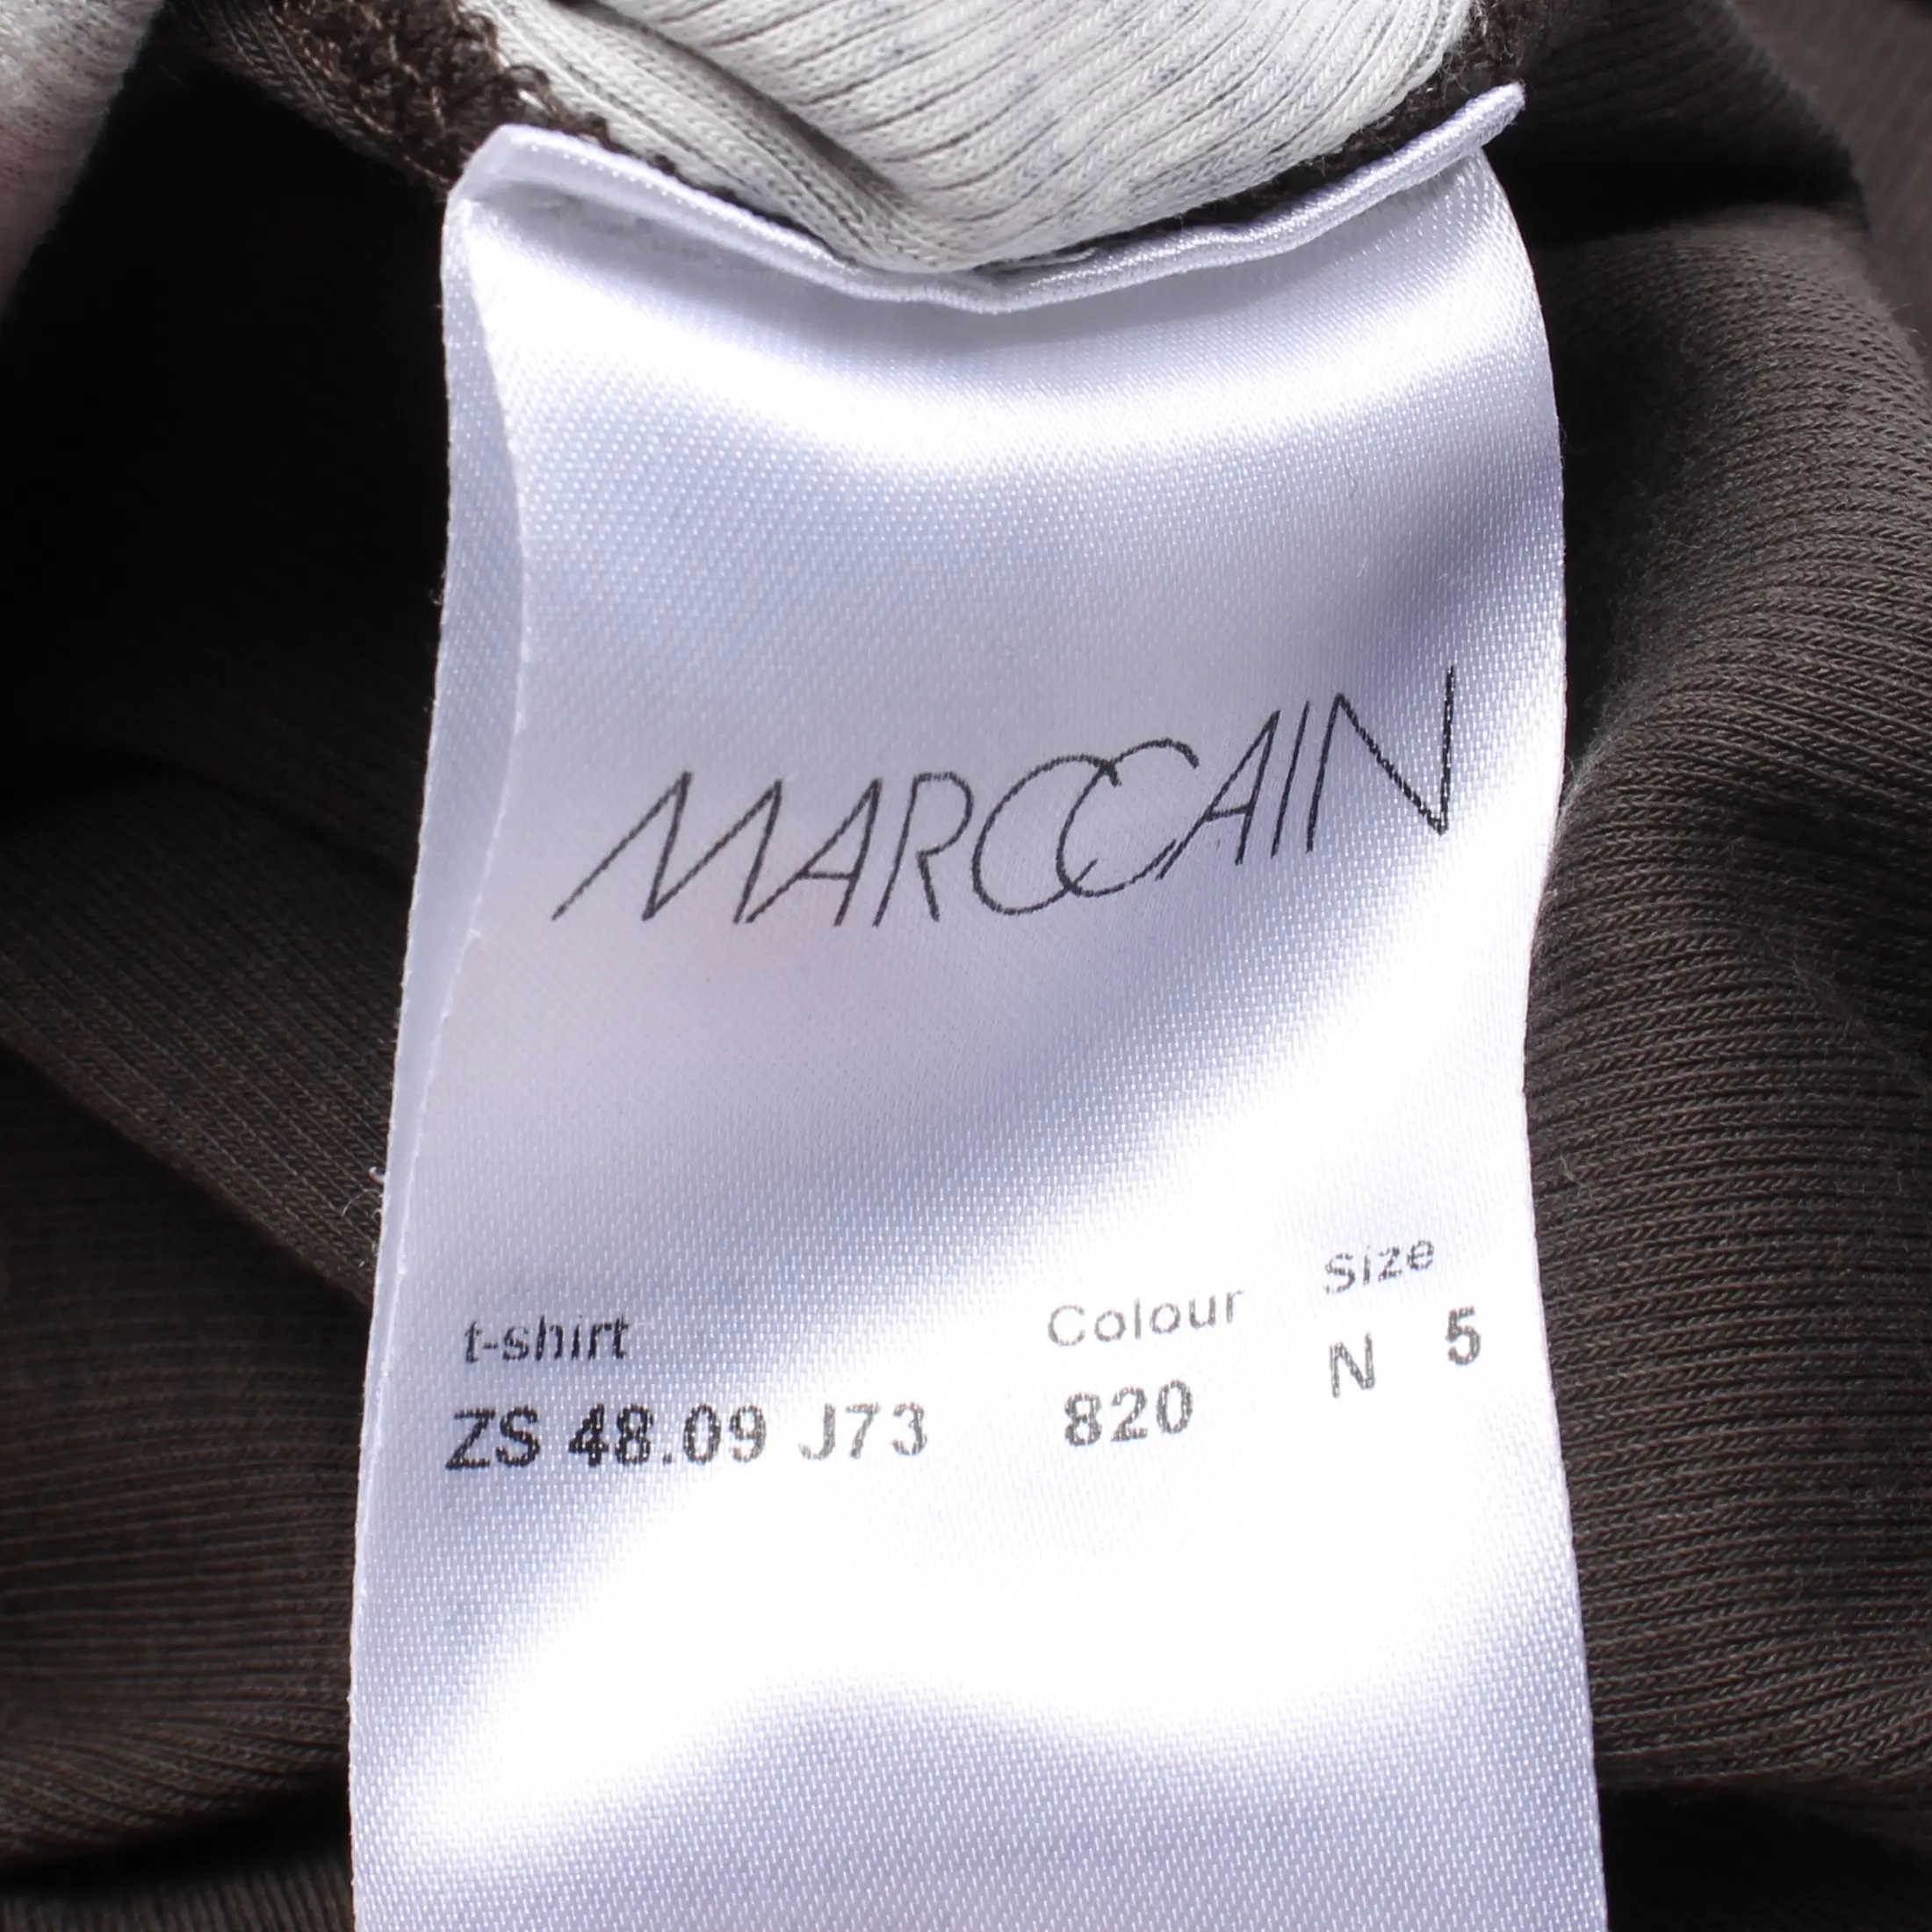 MARCCAIN
t-shirt Colour Size
ZS 48.09 J73 820 N 5